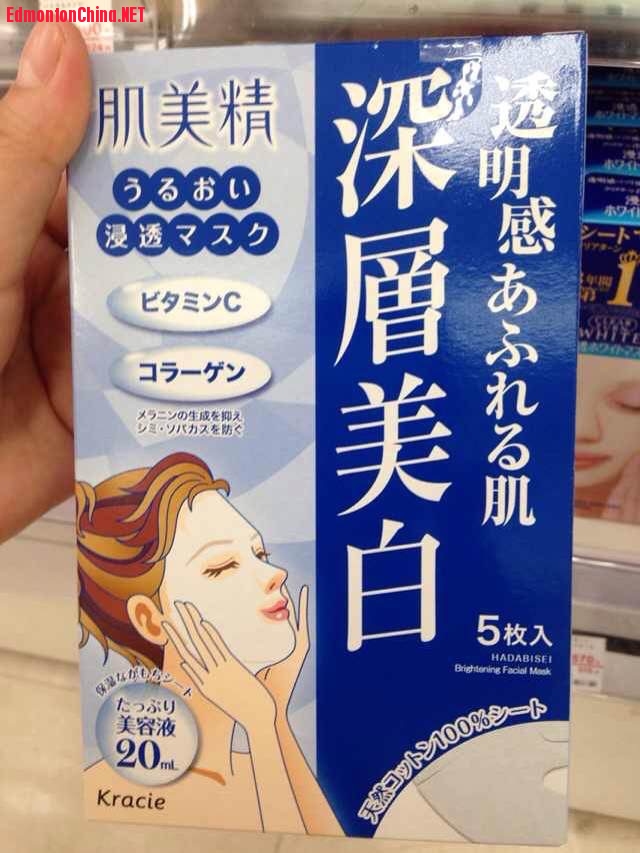 EdmontonChina.NET
肌美精
うるおい
浸透マスク
ビタミンC
コラーゲン
メラニンの生成を抑え
シミ・ソバカスを防ぐ
透明感あふれる肌
深層美白
5枚入
HADABISEI
Brightening Facial Mask
保湿ながもちシート
たっぷり
美容液
20mL
天然コットン100%シート
Kracie